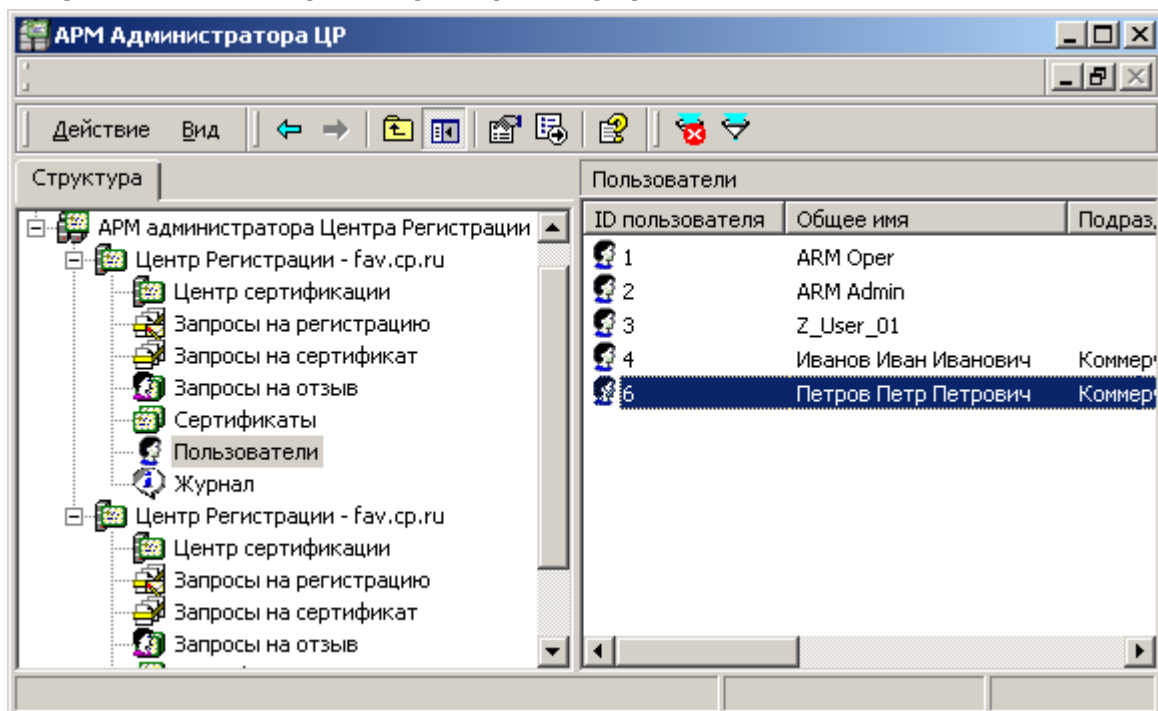 АРМ Администратора ЦР
Действие Вид
Структура
АРМ администратора Центра Регистрации
Центр Регистрации - fav.cp.ru
Центр сертификации
Запросы на регистрацию
Запросы на сертификат
Запросы на отзыв
Сертификаты
Пользователи
Журнал
Центр Регистрации - fav.cp.ru
Центр сертификации
Запросы на регистрацию
Запросы на сертификат
Запросы на отзыв
Пользователи
ID пользователя Общее имя Подраз
1 ARM Oper
2 ARM Admin
3 Z_User_01
4 Иванов Иван Иванович Коммер
6 Петров Петр Петрович Коммер